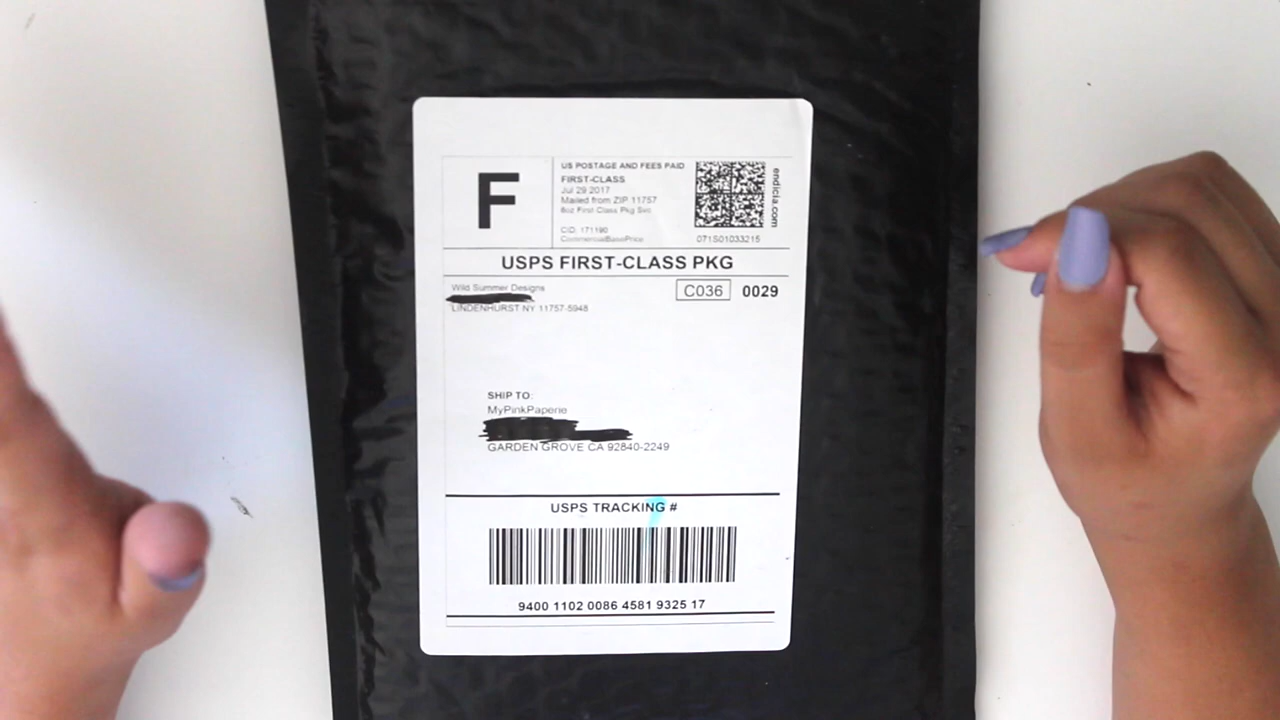 F
US POSTAGE AND FEES PAID
FIRST-CLASS
Jul 29 2017
Mailed from ZIP 11757
8oz First Class Pkg Svc
CID: 171190
CommercialBasePrice
endicia.com
071S01033215
USPS FIRST-CLASS PKG
Wild Summer Designs
LINDENHURST NY 11757-5948
C036 0029
SHIP TO:
MyPinkPaperie
GARDEN GROVE CA 92840-2249
USPS TRACKING #
9400 1102 0086 4581 9325 17